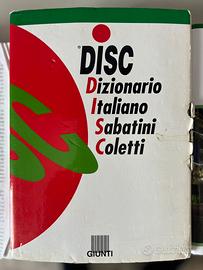 DISC
Dizionario
Italiano
Sabatini
Coletti
GIUNTI